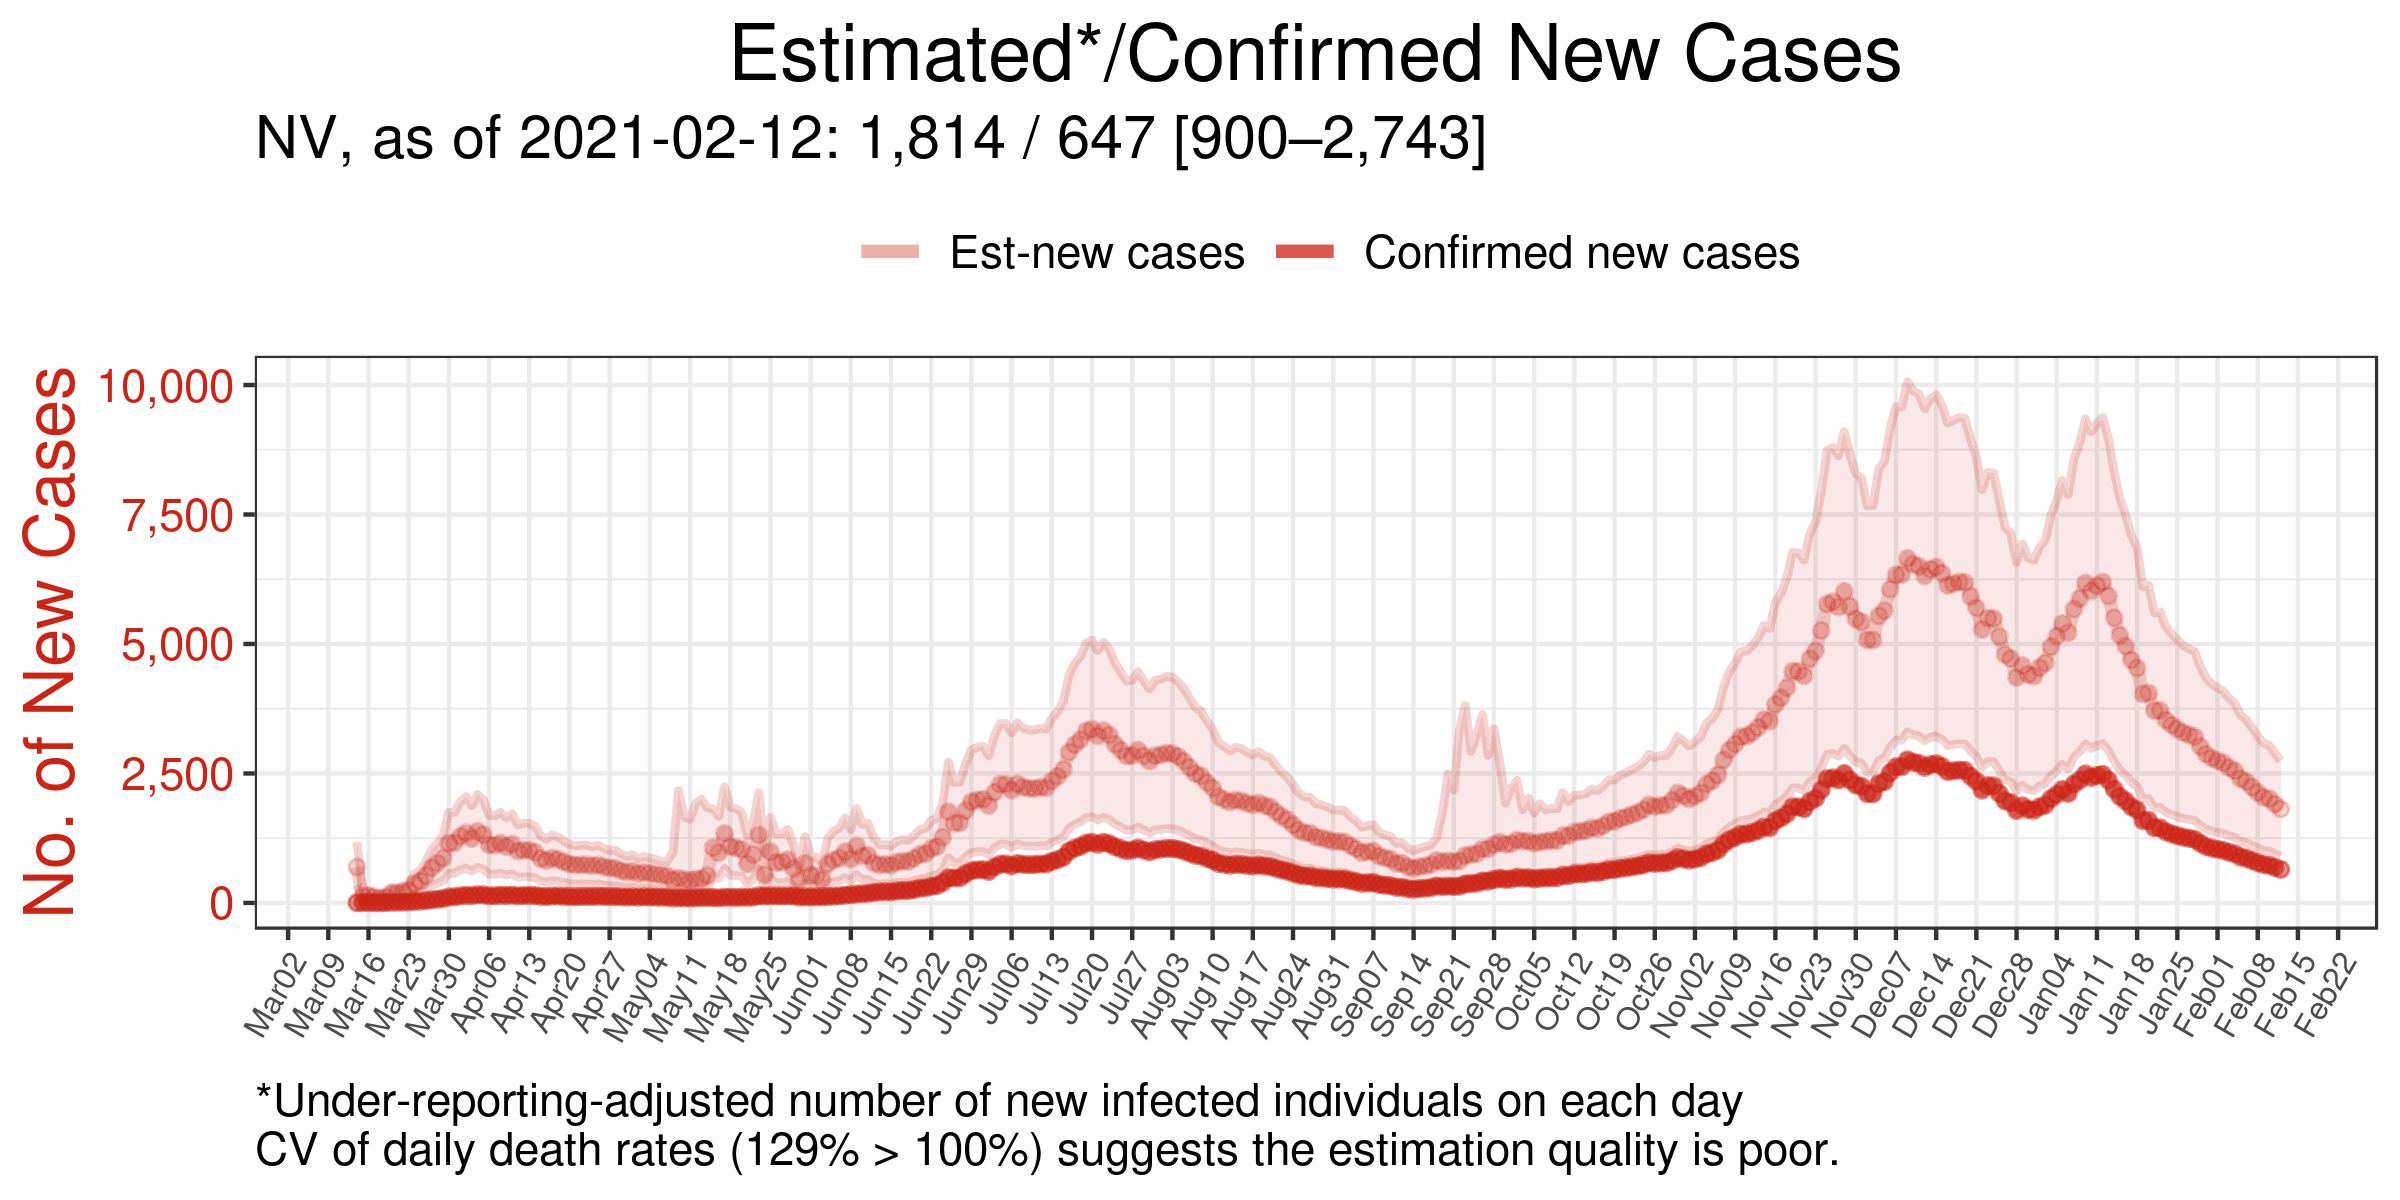 Estimated*/Confirmed New Cases
NV, as of 2021-02-12: 1,814 / 647 [900–2,743]
Est-new cases Confirmed new cases
No. of New Cases
10,000
7,500
5,000
2,500
0
Mar02 Mar09 Mar16 Mar23 Mar30 Apr06 Apr13 Apr20 Apr27 May04 May11 May18 May25 Jun01 Jun08 Jun15 Jun22 Jun29 Jul06 Jul13 Jul20 Jul27 Aug03 Aug10 Aug17 Aug24 Aug31 Sep07 Sep14 Sep21 Sep28 Oct05 Oct12 Oct19 Oct26 Nov02 Nov09 Nov16 Nov23 Nov30 Dec07 Dec14 Dec21 Dec28 Jan04 Jan11 Jan18 Jan25 Feb01 Feb08 Feb15 Feb22
*Under-reporting-adjusted number of new infected individuals on each day
CV of daily death rates (129% > 100%) suggests the estimation quality is poor.